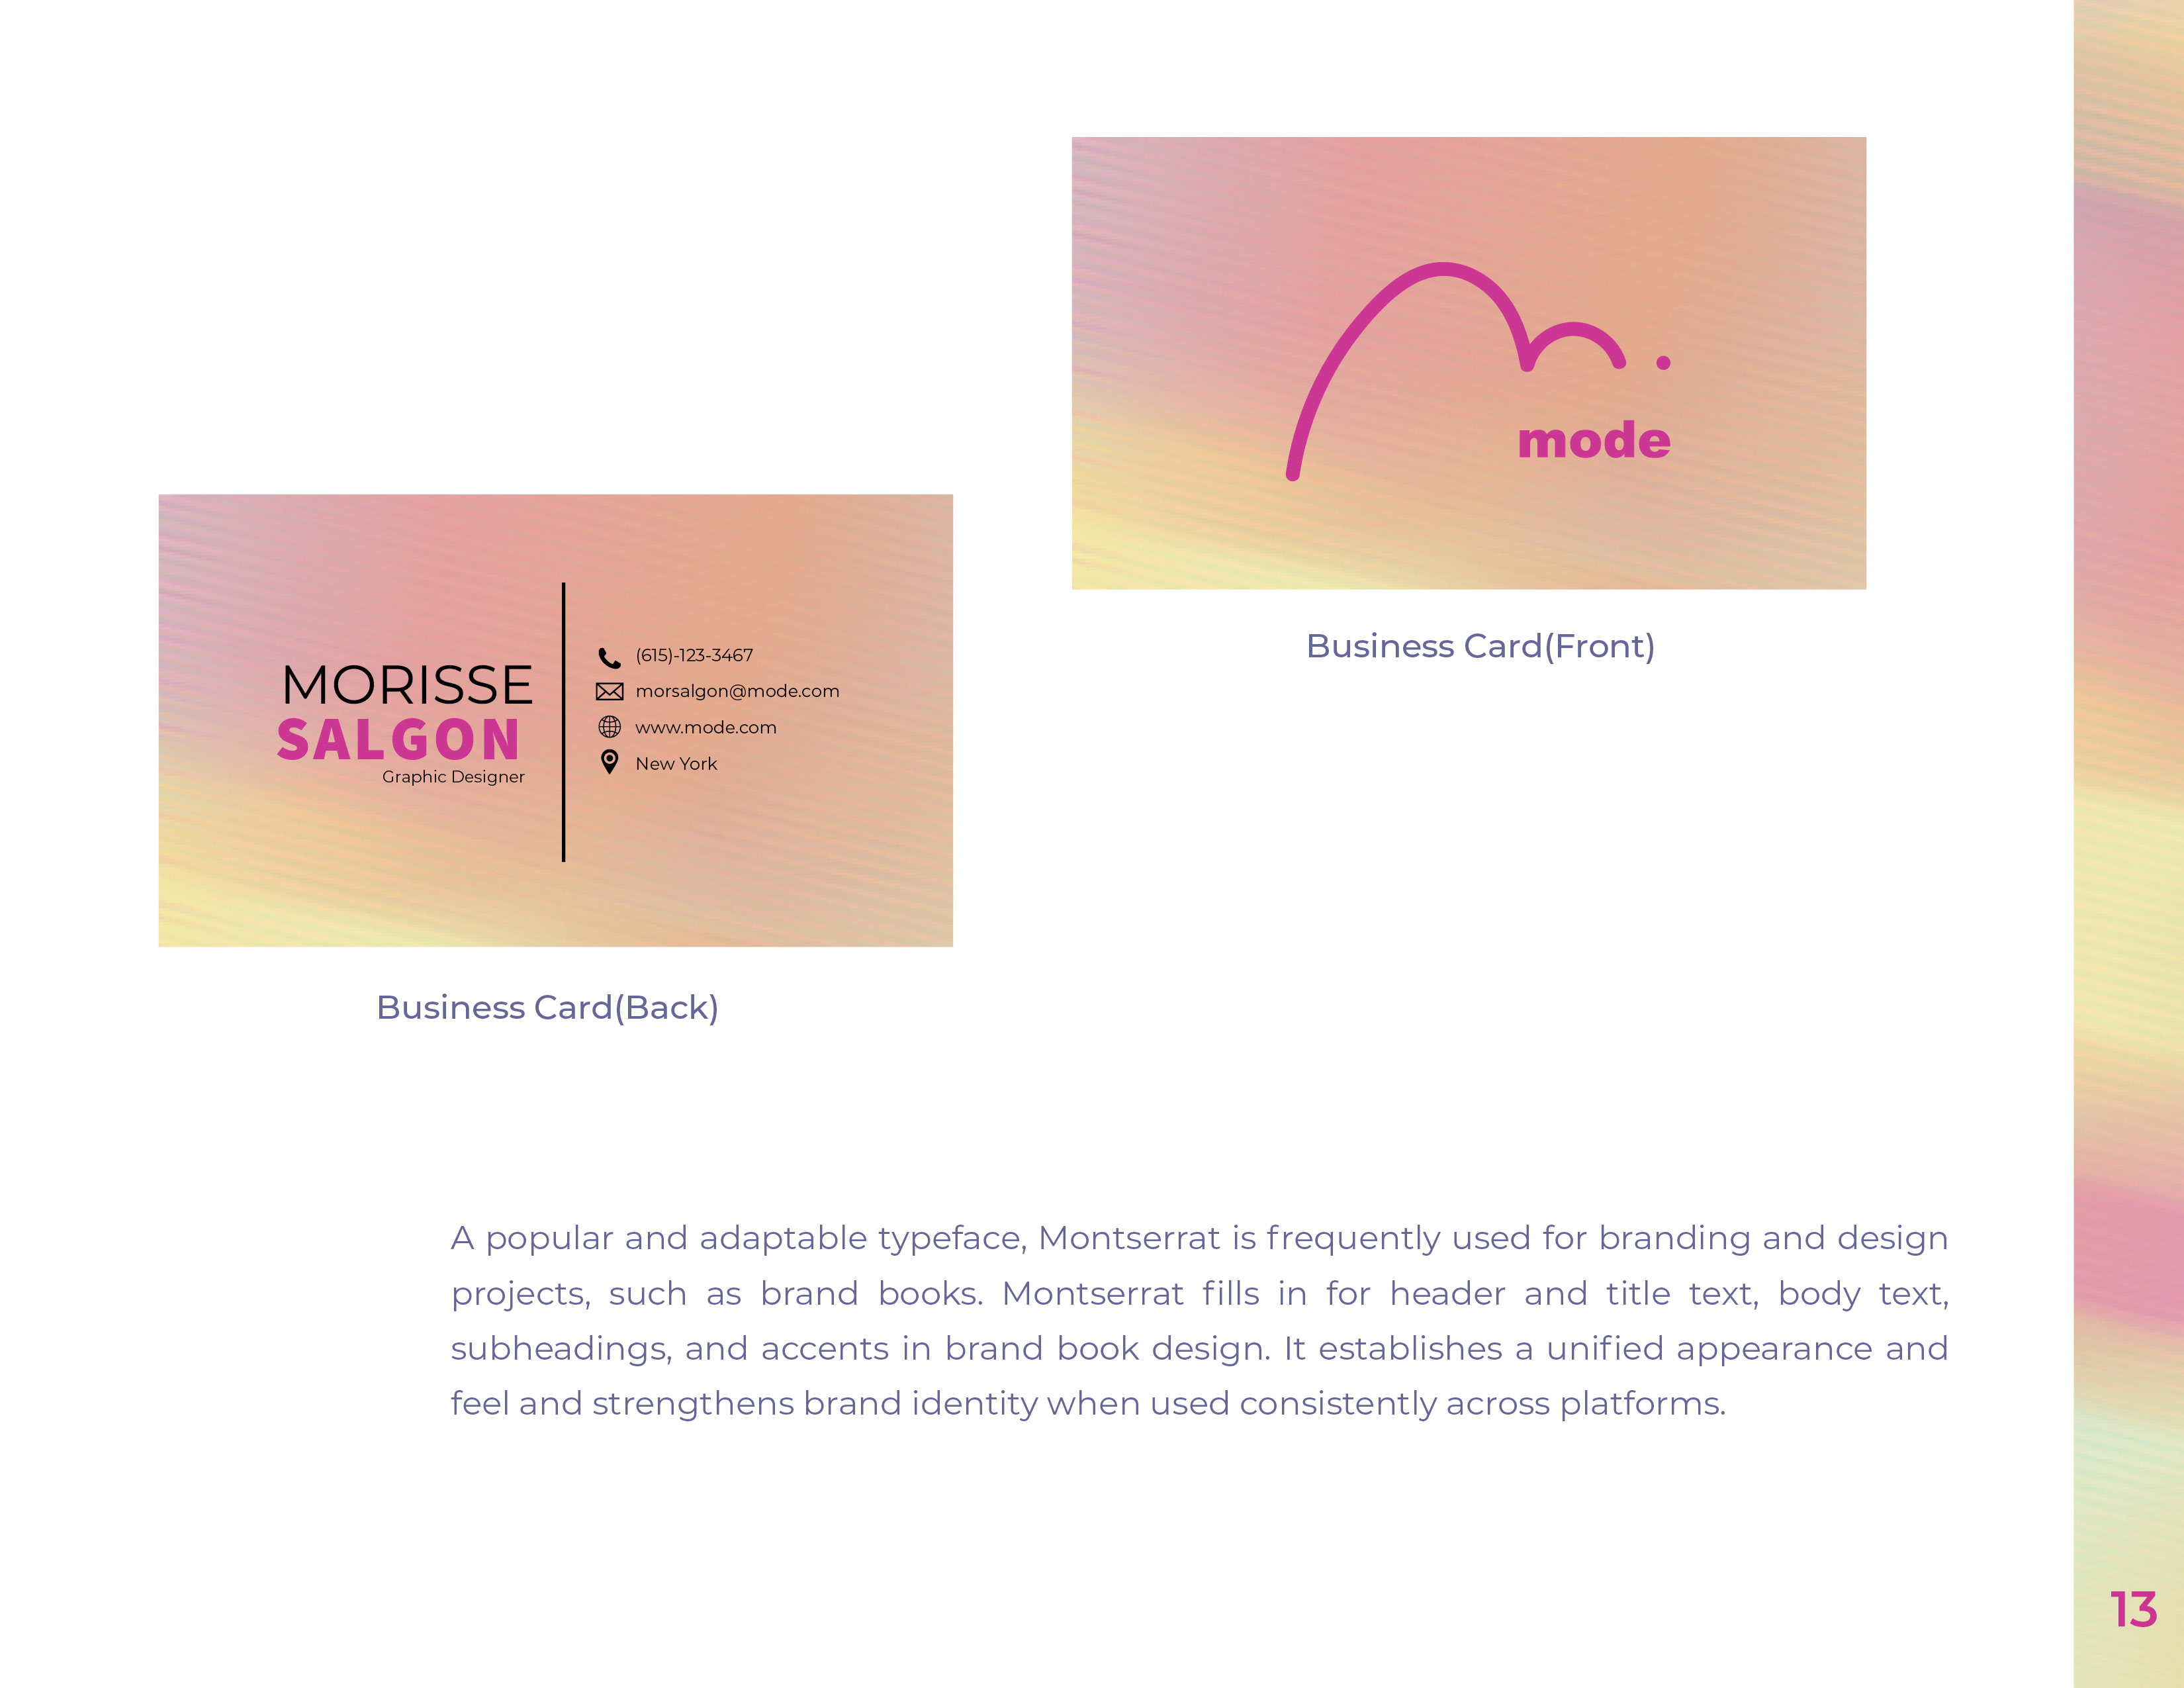 mode
Business Card(Front)
MORISSE
SALGON
Graphic Designer
(615)-123-3467
morsalgon@mode.com
www.mode.com
New York
Business Card(Back)
A popular and adaptable typeface, Montserrat is frequently used for branding and design
projects, such as brand books. Montserrat fills in for header and title text, body text,
subheadings, and accents in brand book design. It establishes a unified appearance and
feel and strengthens brand identity when used consistently across platforms.
13